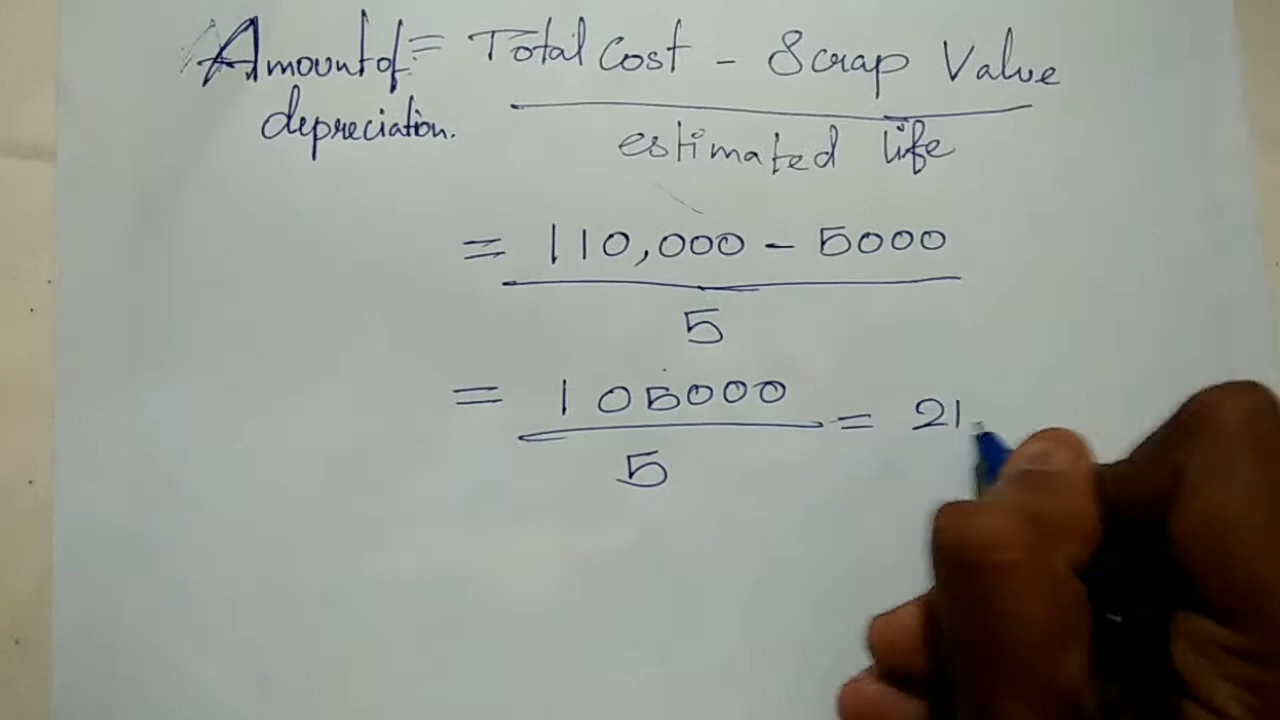 Amount of = Total Cost - Scrap Value
depreciation. estimated life
= 110,000 - 5000
5
= 105000 = 21
5